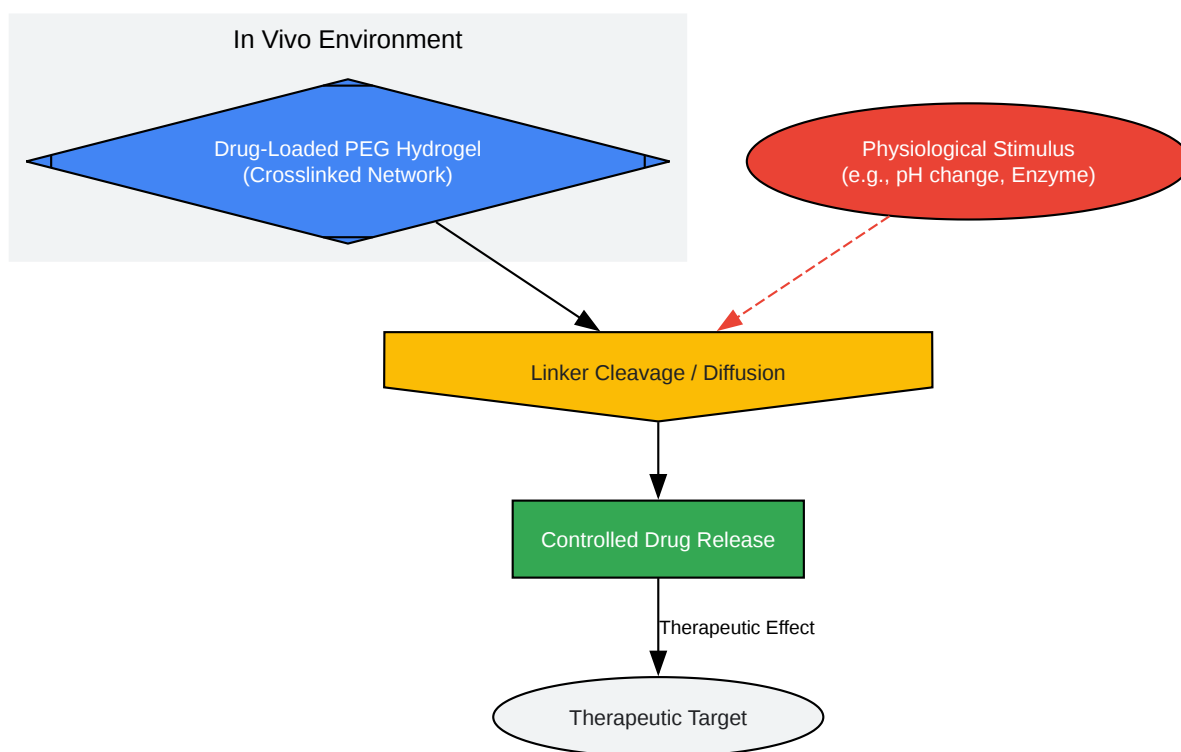 In Vivo Environment
Drug-Loaded PEG Hydrogel
(Crosslinked Network)
Physiological Stimulus
(e.g., pH change, Enzyme)
Linker Cleavage / Diffusion
Controlled Drug Release
Therapeutic Effect
Therapeutic Target